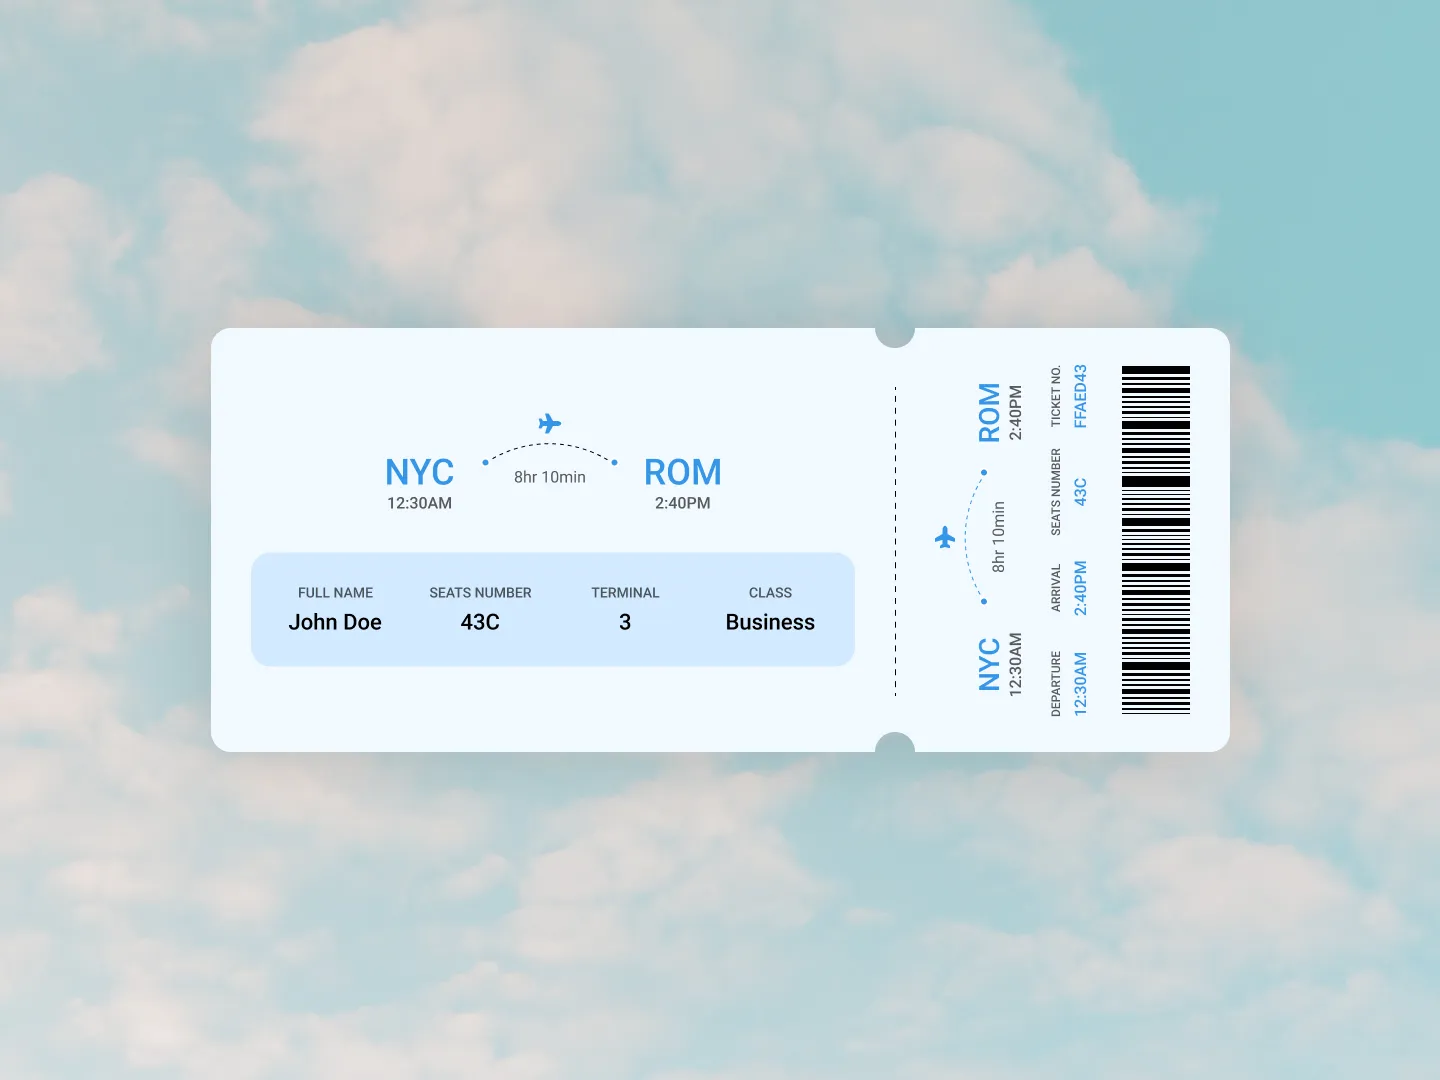 NYC
12:30AM
8hr 10min
ROM
2:40PM
FULL NAME
John Doe
SEATS NUMBER
43C
TERMINAL
3
CLASS
Business
NYC
12:30AM
8hr 10min
ROM
2:40PM
DEPARTURE
12:30AM
ARRIVAL
2:40PM
SEATS NUMBER
43C
TICKET NO.
FFAED43